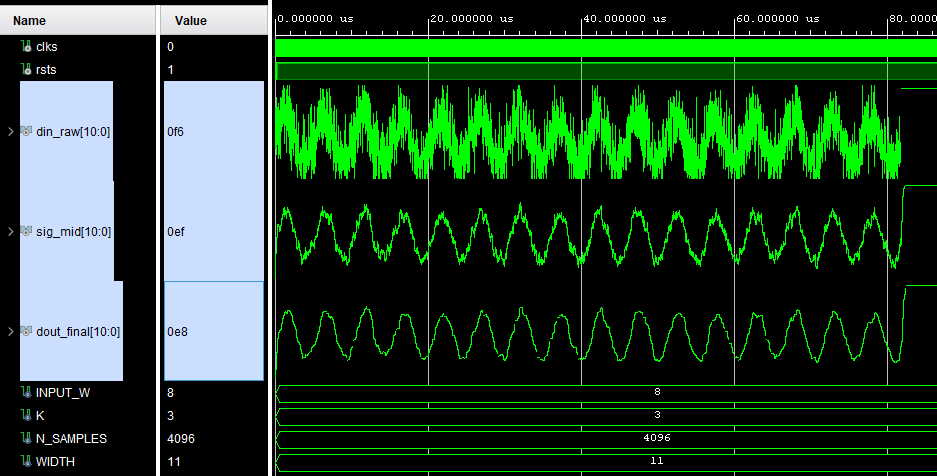 Name Value 0.000000 us 20.000000 us 40.000000 us 60.000000 us 80.0000
clks 0
rsts 1
din_raw[10:0] 0f6
sig_mid[10:0] 0ef
dout_final[10:0] 0e8
INPUT_W 8 8
K 3 3
N_SAMPLES 4096 4096
WIDTH 11 11